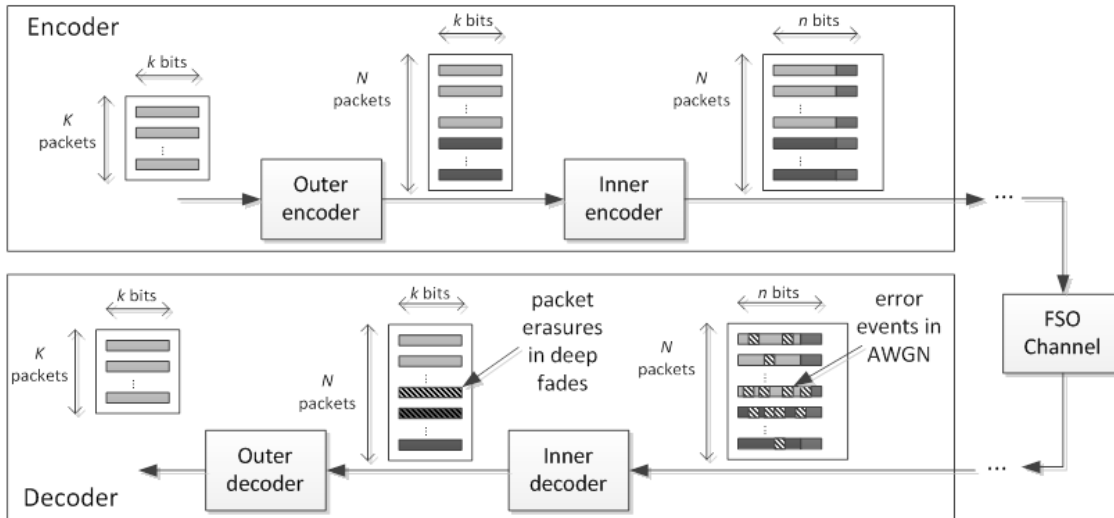 Encoder
k bits
K
packets
⋮
k bits
N
packets
⋮
⋮
n bits
N
packets
⋮
⋮
Outer
encoder
Inner
encoder
...
FSO
Channel
...
k bits
K
packets
⋮
k bits
N
packets
⋮
⋮
packet
erasures
in deep
fades
n bits
N
packets
⋮
⋮
error
events in
AWGN
Outer
decoder
Inner
decoder
Decoder